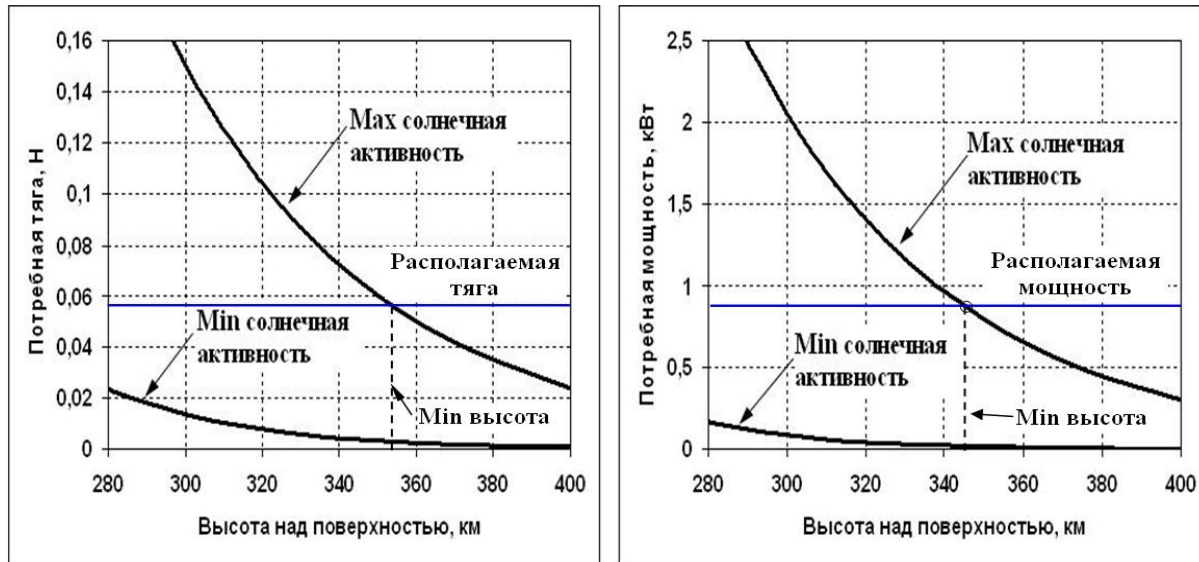 0,16
0,14
0,12
0,1
0,08
0,06
0,04
0,02
0
Потребная тяга, Н
Max солнечная
активность
Располагаемая
тяга
Min солнечная
активность
Min высота
280 300 320 340 360 380 400
Высота над поверхностью, км
2,5
2
1,5
1
0,5
0
Потребная мощность, кВт
Max солнечная
активность
Располагаемая
мощность
Min солнечная
активность
Min высота
280 300 320 340 360 380 400
Высота над поверхностью, км